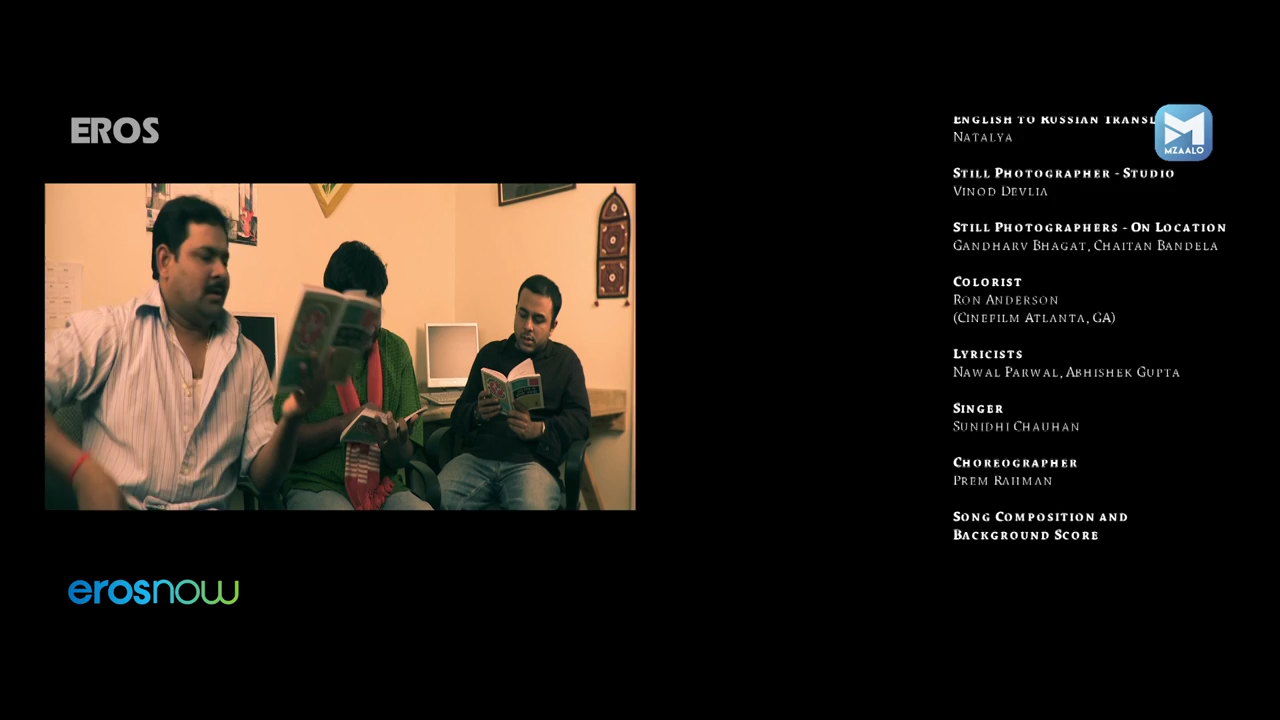 EROS
ENGLISH TO RUSSIAN TRANSL
NATALYA
MZAALO
STILL PHOTOGRAPHER - STUDIO
VINOD DEVLIA
STILL PHOTOGRAPHERS - ON LOCATION
GANDHARV BHAGAT, CHAITAN BANDELA
COLORIST
RON ANDERSON
(CINEFILM ATLANTA, GA)
LYRICISTS
NAWAL PARWAL, ABHISHEK GUPTA
SINGER
SUNIDHI CHAUHAN
CHOREOGRAPHER
PREM RAHMAN
SONG COMPOSITION AND
BACKGROUND SCORE
erosnow